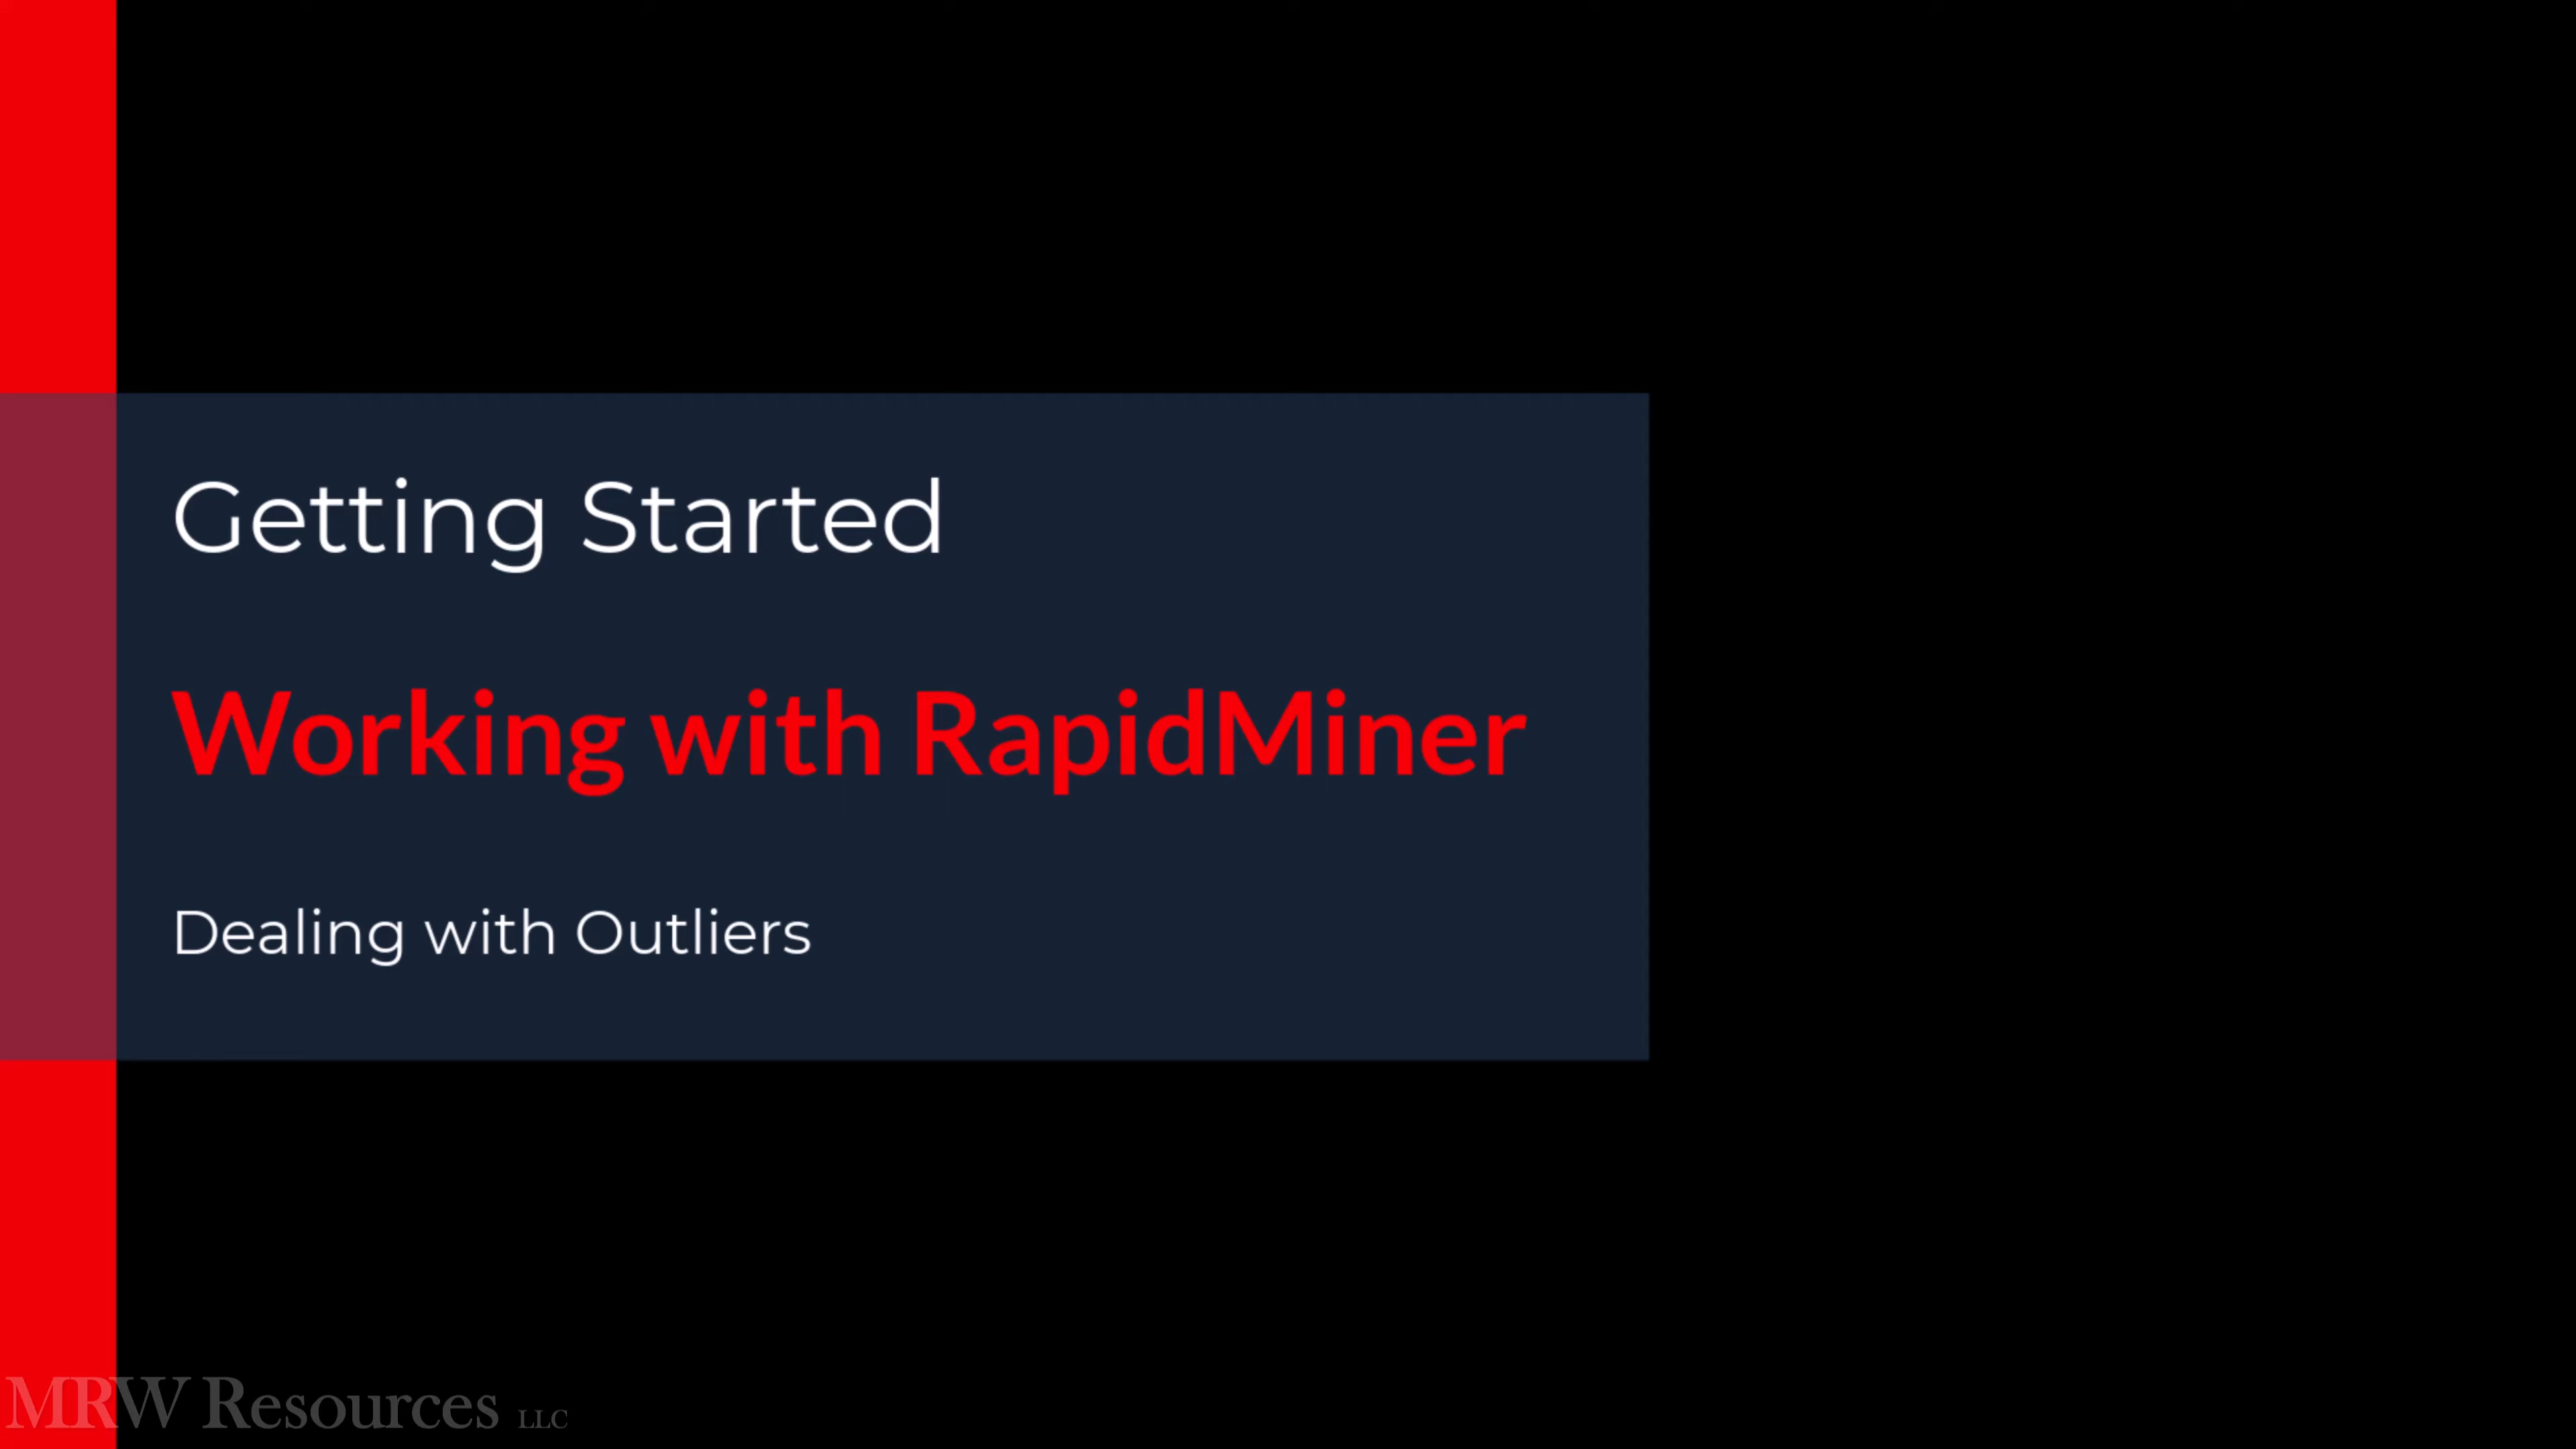 Getting Started
Working with RapidMiner
Dealing with Outliers
MRW Resources LLC